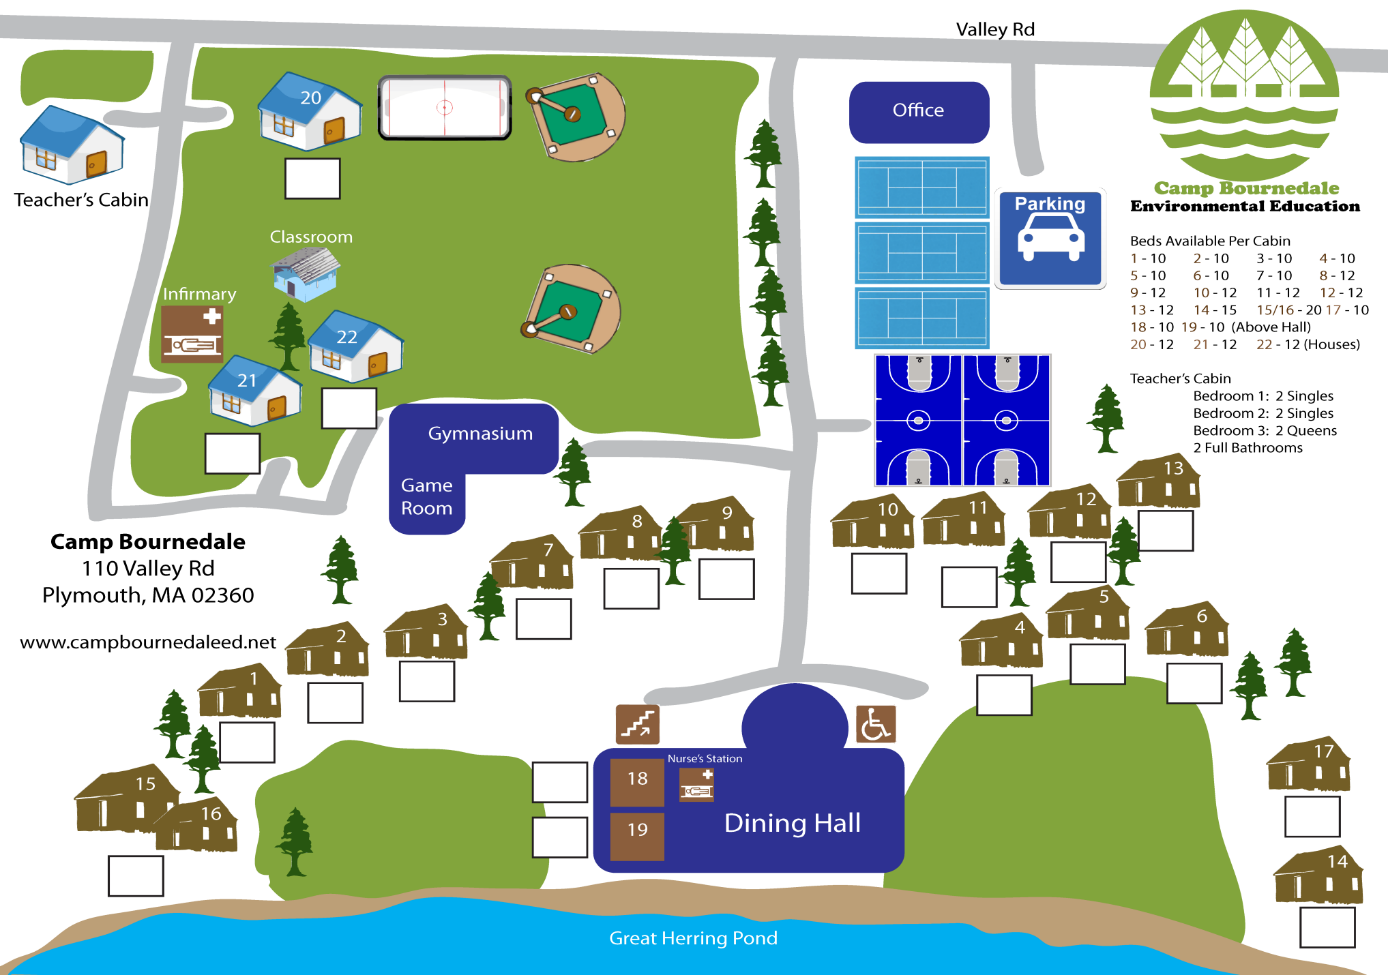 Valley Rd
20
Office
Teacher's Cabin
Parking
Camp Bournedale
Environmental Education
Classroom
Infirmary
22
21
Beds Available Per Cabin
1 - 10 2 - 10 3 - 10 4 - 10
5 - 10 6 - 10 7 - 10 8 - 12
9 - 12 10 - 12 11 - 12 12 - 12
13 - 12 14 - 15 15/16 - 20 17 - 10
18 - 10 19 - 10 (Above Hall)
20 - 12 21 - 12 22 - 12 (Houses)
Teacher's Cabin
Bedroom 1: 2 Singles
Bedroom 2: 2 Singles
Bedroom 3: 2 Queens
2 Full Bathrooms
Gymnasium
Game
Room
Camp Bournedale
110 Valley Rd
Plymouth, MA 02360
www.campbournedaleed.net
13
12
11
10
9
8
7
6
5
4
3
2
1
15
16
17
14
Nurse's Station
18
19
Dining Hall
Great Herring Pond